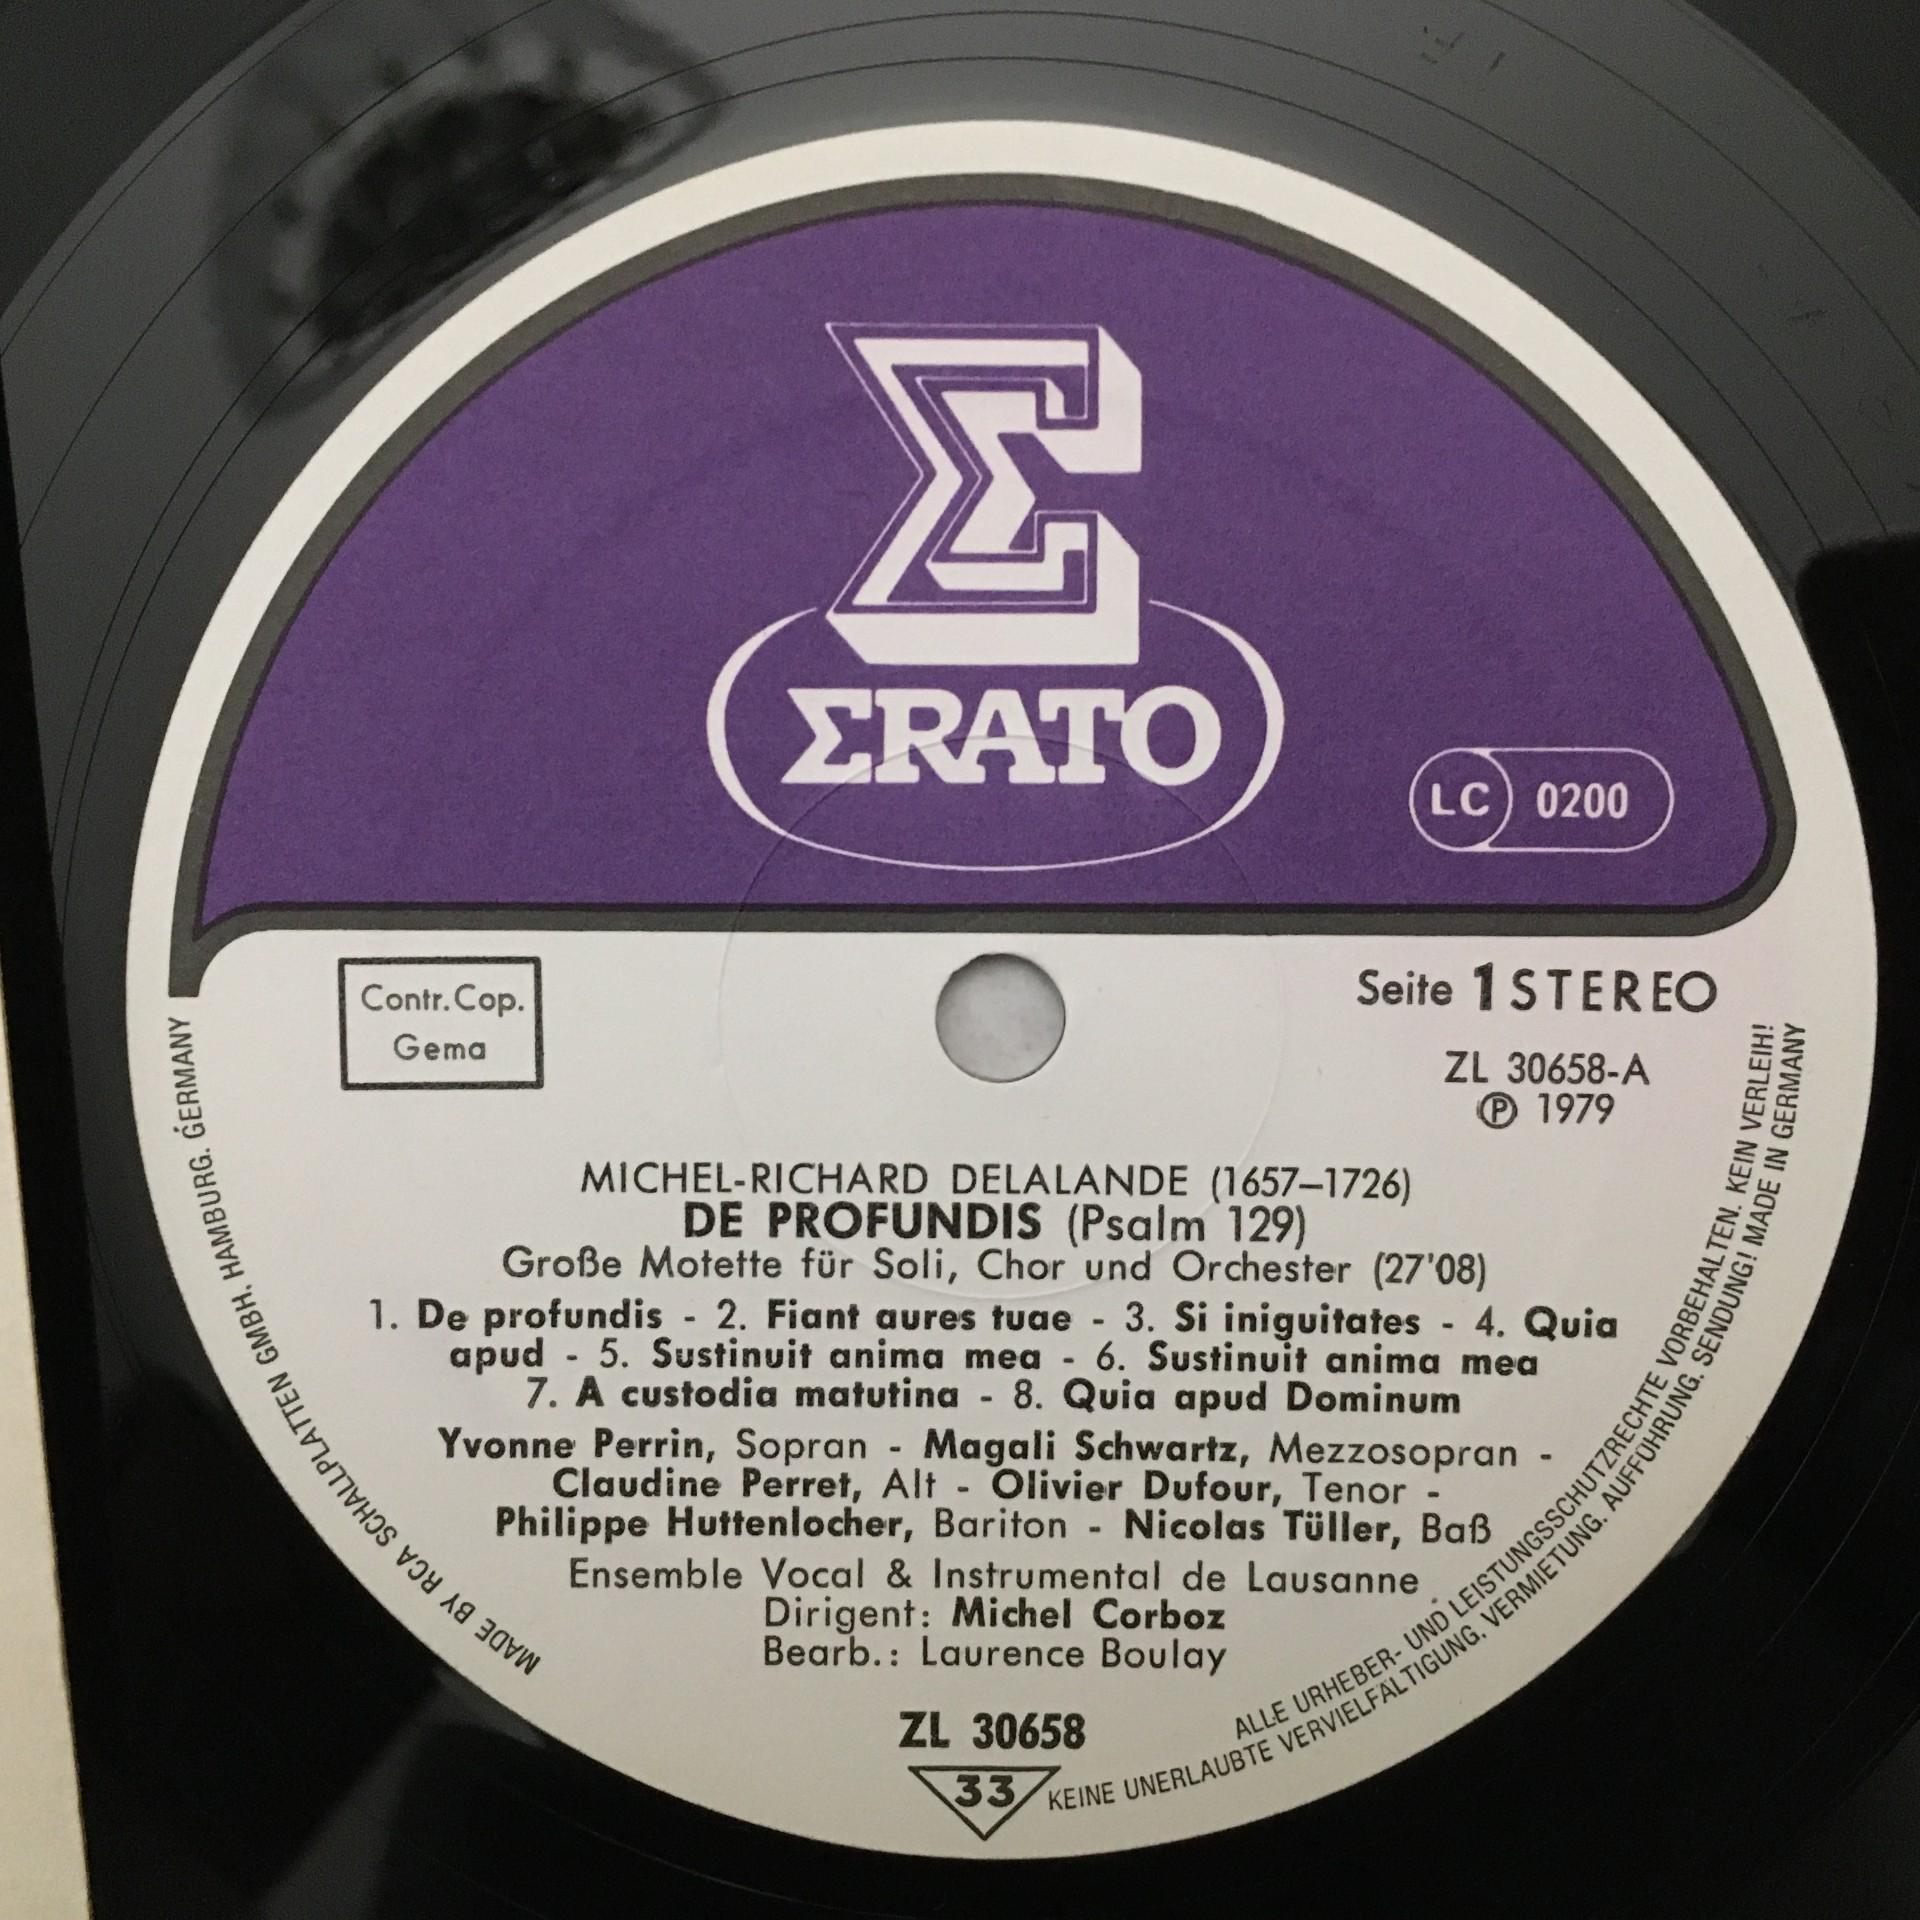 Σ
ΣRATO
LC 0200
Contr. Cop.
Gema
Seite 1 STEREO
ZL 30658-A
Ⓟ 1979
MICHEL-RICHARD DELALANDE (1657–1726)
DE PROFUNDIS (Psalm 129)
Große Motette für Soli, Chor und Orchester (27'08)
1. De profundis - 2. Fiant aures tuae - 3. Si iniguitates - 4. Quia
apud - 5. Sustinuit anima mea - 6. Sustinuit anima mea
7. A custodia matutina - 8. Quia apud Dominum
Yvonne Perrin, Sopran - Magali Schwartz, Mezzosopran -
Claudine Perret, Alt - Olivier Dufour, Tenor -
Philippe Huttenlocher, Bariton - Nicolas Tüller, Baß
Ensemble Vocal & Instrumental de Lausanne
Dirigent: Michel Corboz
Bearb.: Laurence Boulay
ZL 30658
33
MADE BY RCA SCHALLPLATTEN GMBH. HAMBURG. GERMANY
ALLE URHEBER- UND LEISTUNGSSCHUTZRECHTE VORBEHALTEN. KEIN VERLEIH!
KEINE UNERLAUBTE VERVIELFÄLTIGUNG, VERMIETUNG. AUFFÜHRUNG. SENDUNG! MADE IN GERMANY